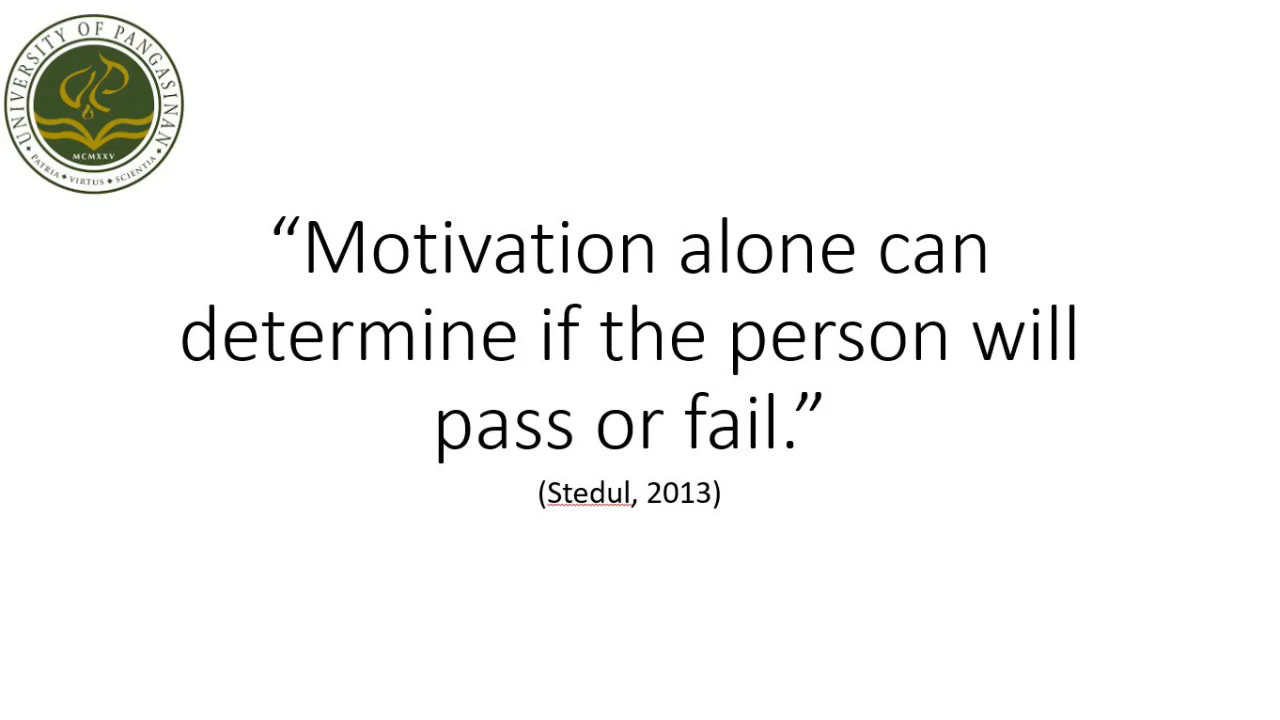 UNIVERSITY OF PANGASINAN
MCMXXV
PATRIA VIRTUS SCIENTIA
“Motivation alone can
determine if the person will
pass or fail.”
(Stedul, 2013)